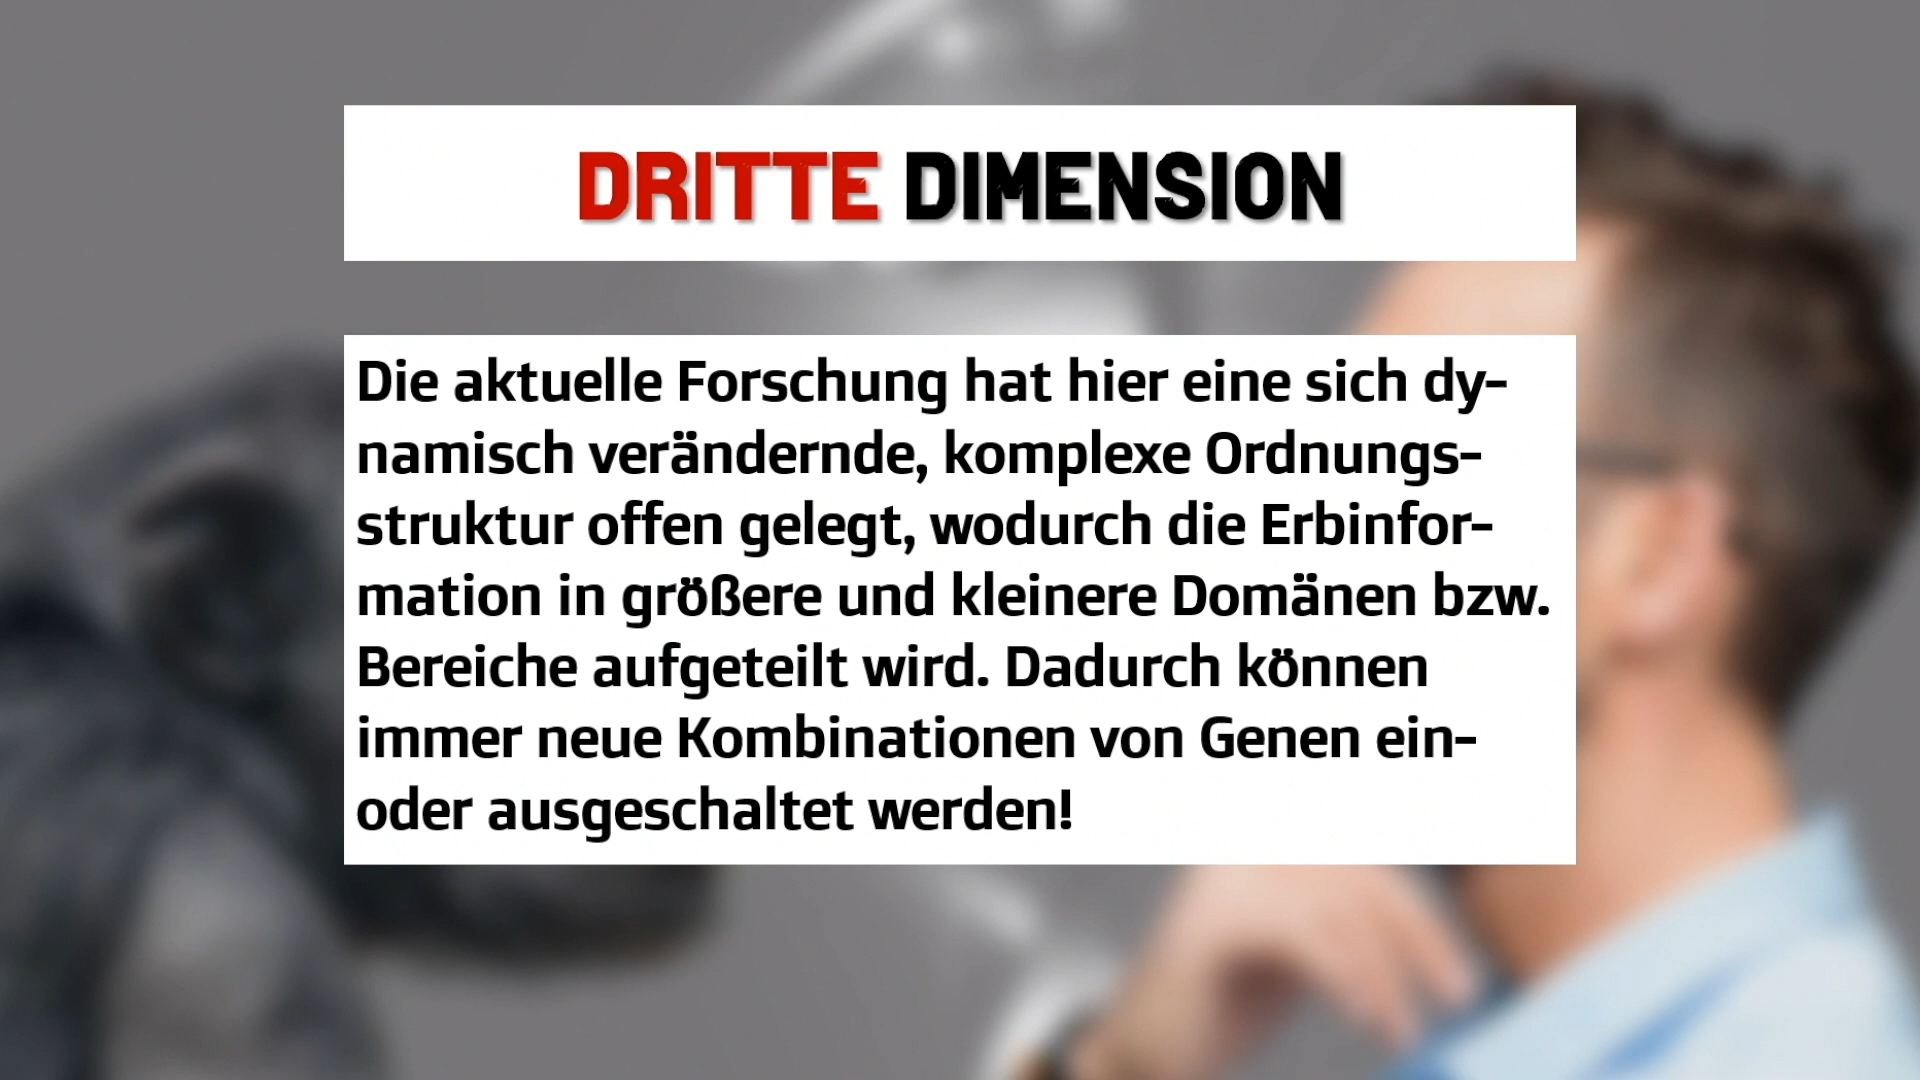 DRITTE DIMENSION
Die aktuelle Forschung hat hier eine sich dy-
namisch verändernde, komplexe Ordnungs-
struktur offen gelegt, wodurch die Erbinfor-
mation in größere und kleinere Domänen bzw.
Bereiche aufgeteilt wird. Dadurch können
immer neue Kombinationen von Genen ein-
oder ausgeschaltet werden!